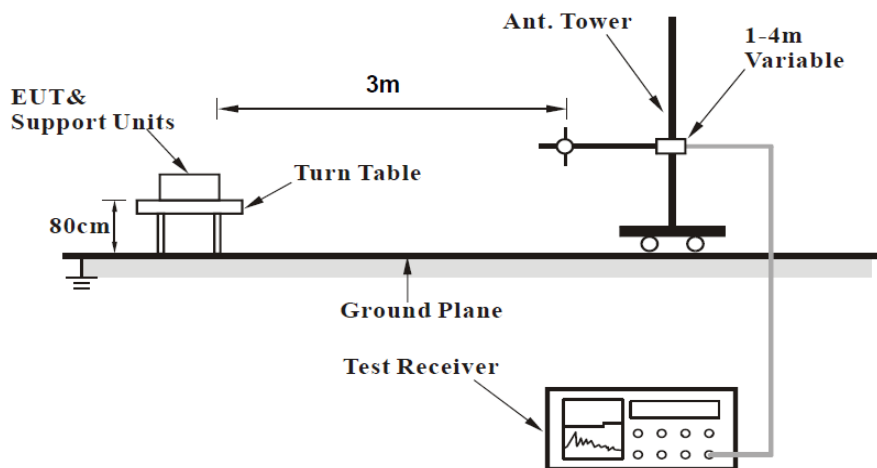 Ant. Tower
1-4m
Variable
3m
EUT&
Support Units
Turn Table
80cm
Ground Plane
Test Receiver